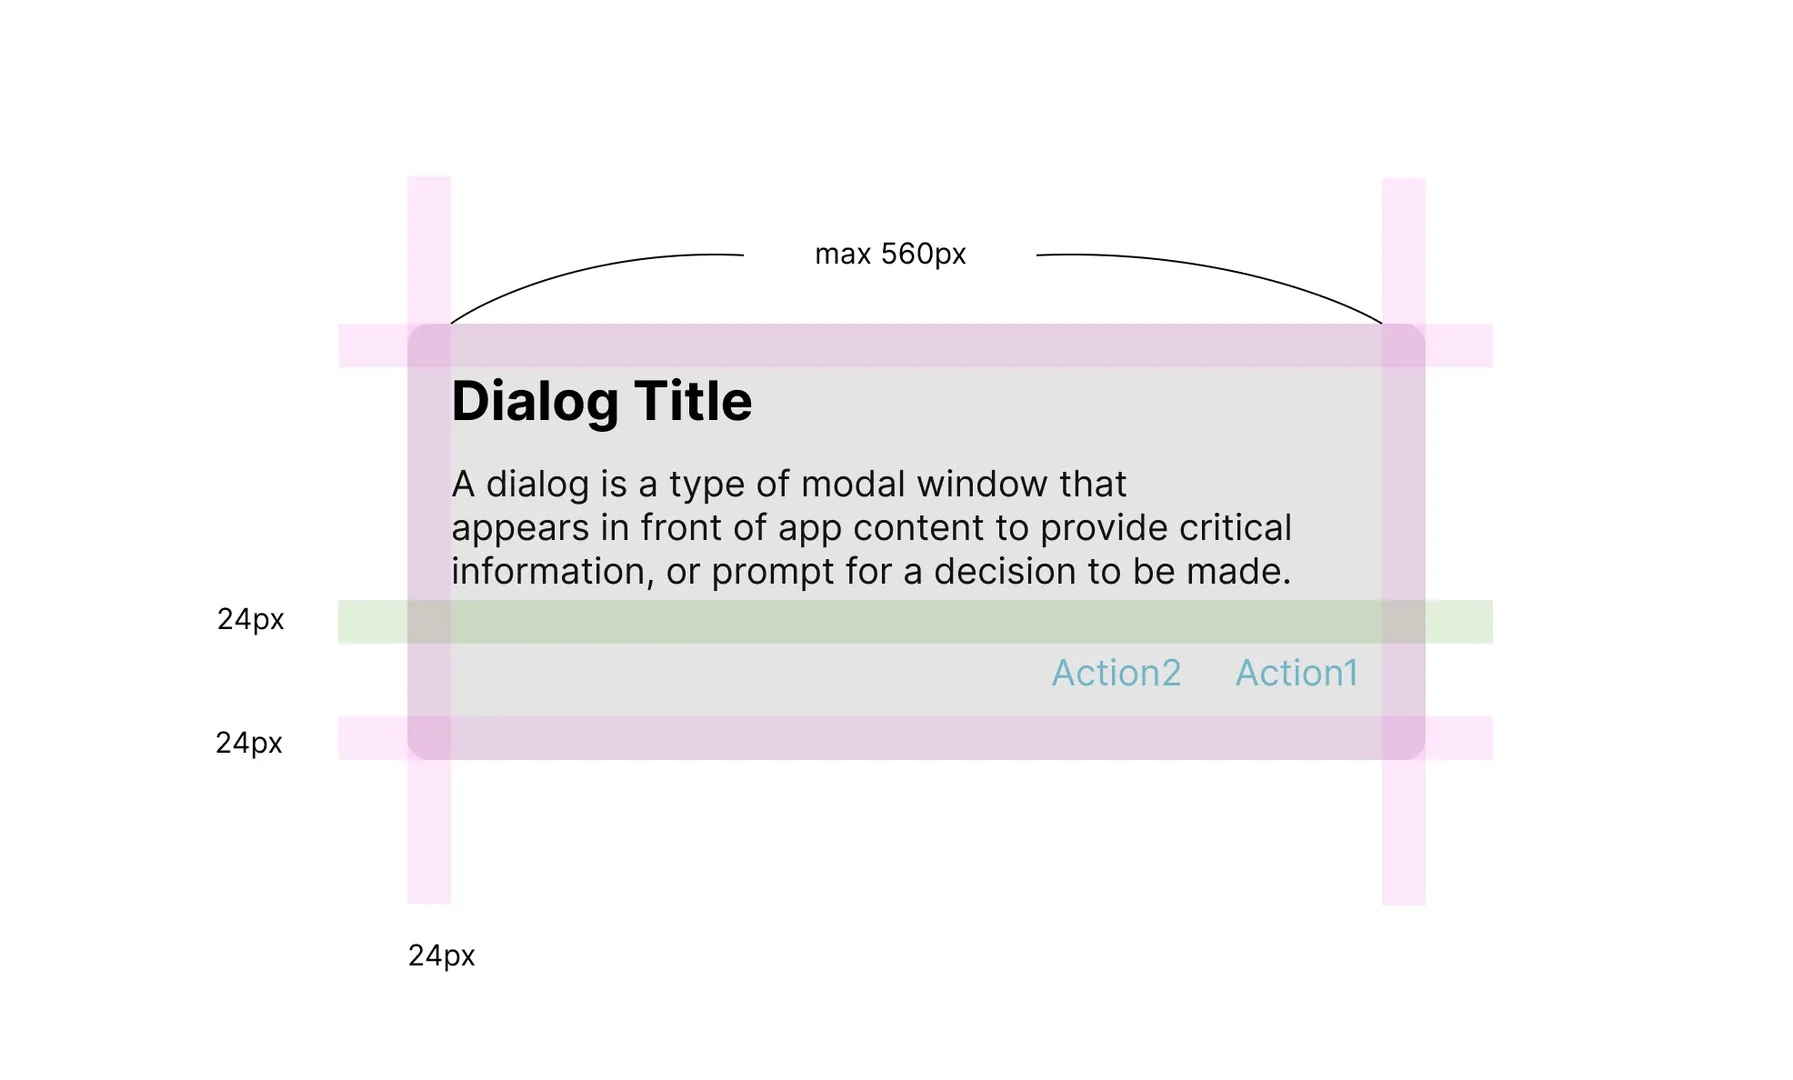 max 560px
Dialog Title
A dialog is a type of modal window that
appears in front of app content to provide critical
information, or prompt for a decision to be made.
24px
Action2 Action1
24px
24px